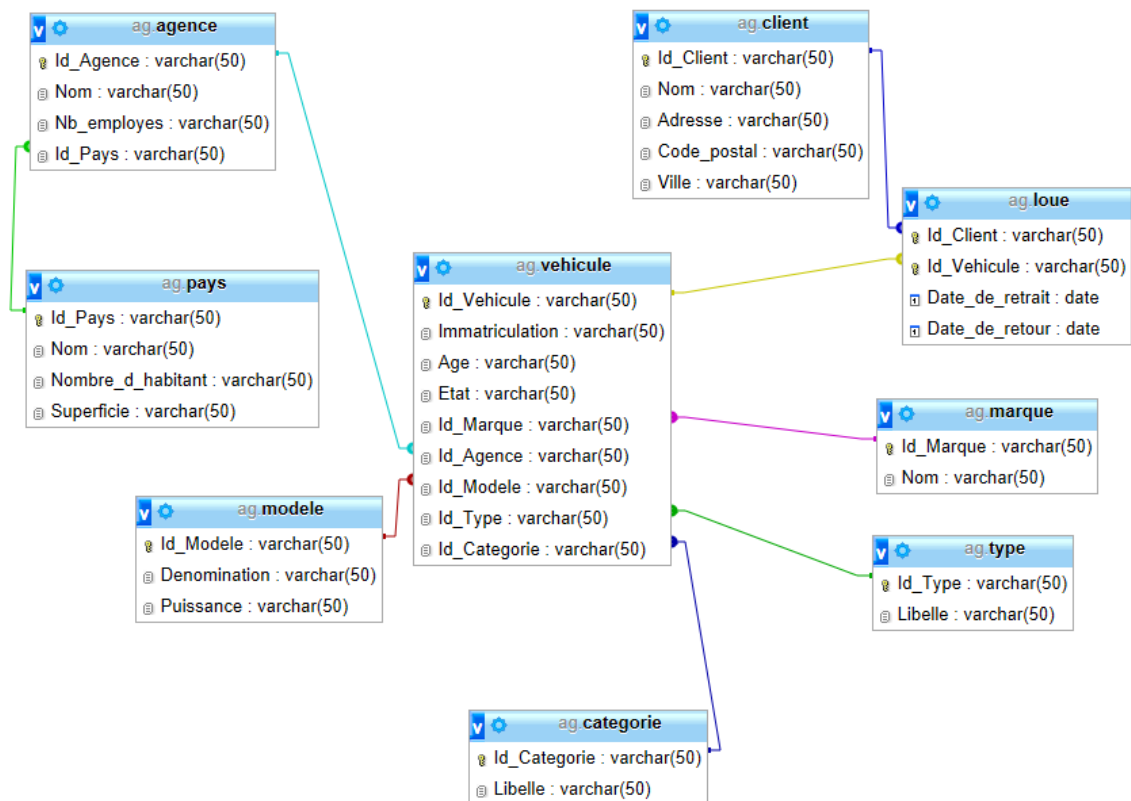 ag.agence
Id_Agence : varchar(50)
Nom : varchar(50)
Nb_employes : varchar(50)
Id_Pays : varchar(50)
ag.client
Id_Client : varchar(50)
Nom : varchar(50)
Adresse : varchar(50)
Code_postal : varchar(50)
Ville : varchar(50)
ag.loue
Id_Client : varchar(50)
Id_Vehicule : varchar(50)
Date_de_retrait : date
Date_de_retour : date
ag.pays
Id_Pays : varchar(50)
Nom : varchar(50)
Nombre_d_habitant : varchar(50)
Superficie : varchar(50)
ag.vehicule
Id_Vehicule : varchar(50)
Immatriculation : varchar(50)
Age : varchar(50)
Etat : varchar(50)
Id_Marque : varchar(50)
Id_Agence : varchar(50)
Id_Modele : varchar(50)
Id_Type : varchar(50)
Id_Categorie : varchar(50)
ag.marque
Id_Marque : varchar(50)
Nom : varchar(50)
ag.modele
Id_Modele : varchar(50)
Denomination : varchar(50)
Puissance : varchar(50)
ag.type
Id_Type : varchar(50)
Libelle : varchar(50)
ag.categorie
Id_Categorie : varchar(50)
Libelle : varchar(50)